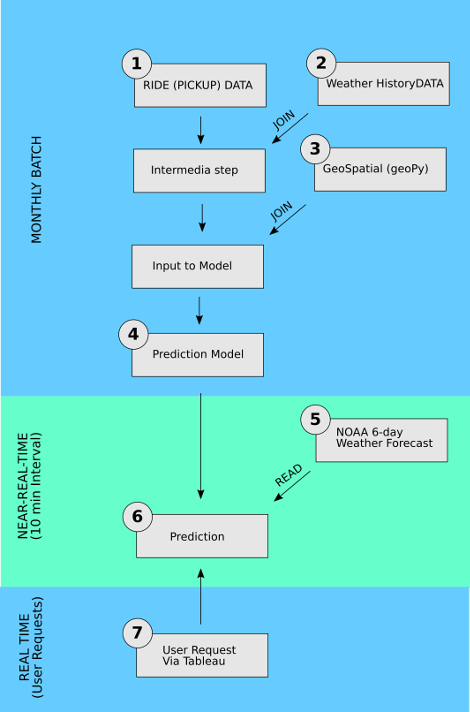 MONTHLY BATCH
1
RIDE (PICKUP) DATA
2
Weather HistoryDATA
JOIN
Intermedia step
3
GeoSpatial (geoPy)
JOIN
Input to Model
4
Prediction Model
NEAR-REAL-TIME
(10 min Interval)
5
NOAA 6-day
Weather Forecast
READ
6
Prediction
REAL TIME
(User Requests)
7
User Request
Via Tableau